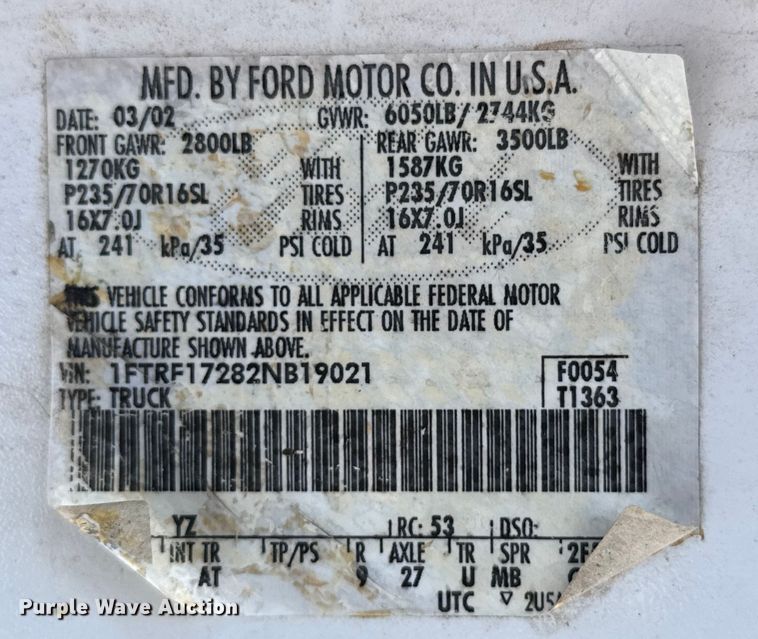 MFD. BY FORD MOTOR CO. IN U.S.A.
DATE: 03/02 GVWR: 6050LB/ 2744KG
FRONT GAWR: 2800LB REAR GAWR: 3500LB
1270KG WITH 1587KG WITH
P235/70R16SL TIRES P235/70R16SL TIRES
16X7.0J RIMS 16X7.0J RIMS
AT 241 kPa/35 PSI COLD AT 241 kPa/35 PSI COLD
THIS VEHICLE CONFORMS TO ALL APPLICABLE FEDERAL MOTOR
VEHICLE SAFETY STANDARDS IN EFFECT ON THE DATE OF
MANUFACTURE SHOWN ABOVE.
VIN: 1FTRF17282NB19021 F0054
TYPE: TRUCK T1363
YZ RC: 53 DSO:
INT TR TP/PS R AXLE TR SPR
AT 9 27 U MB
UTC ▽
Purple Wave Auction